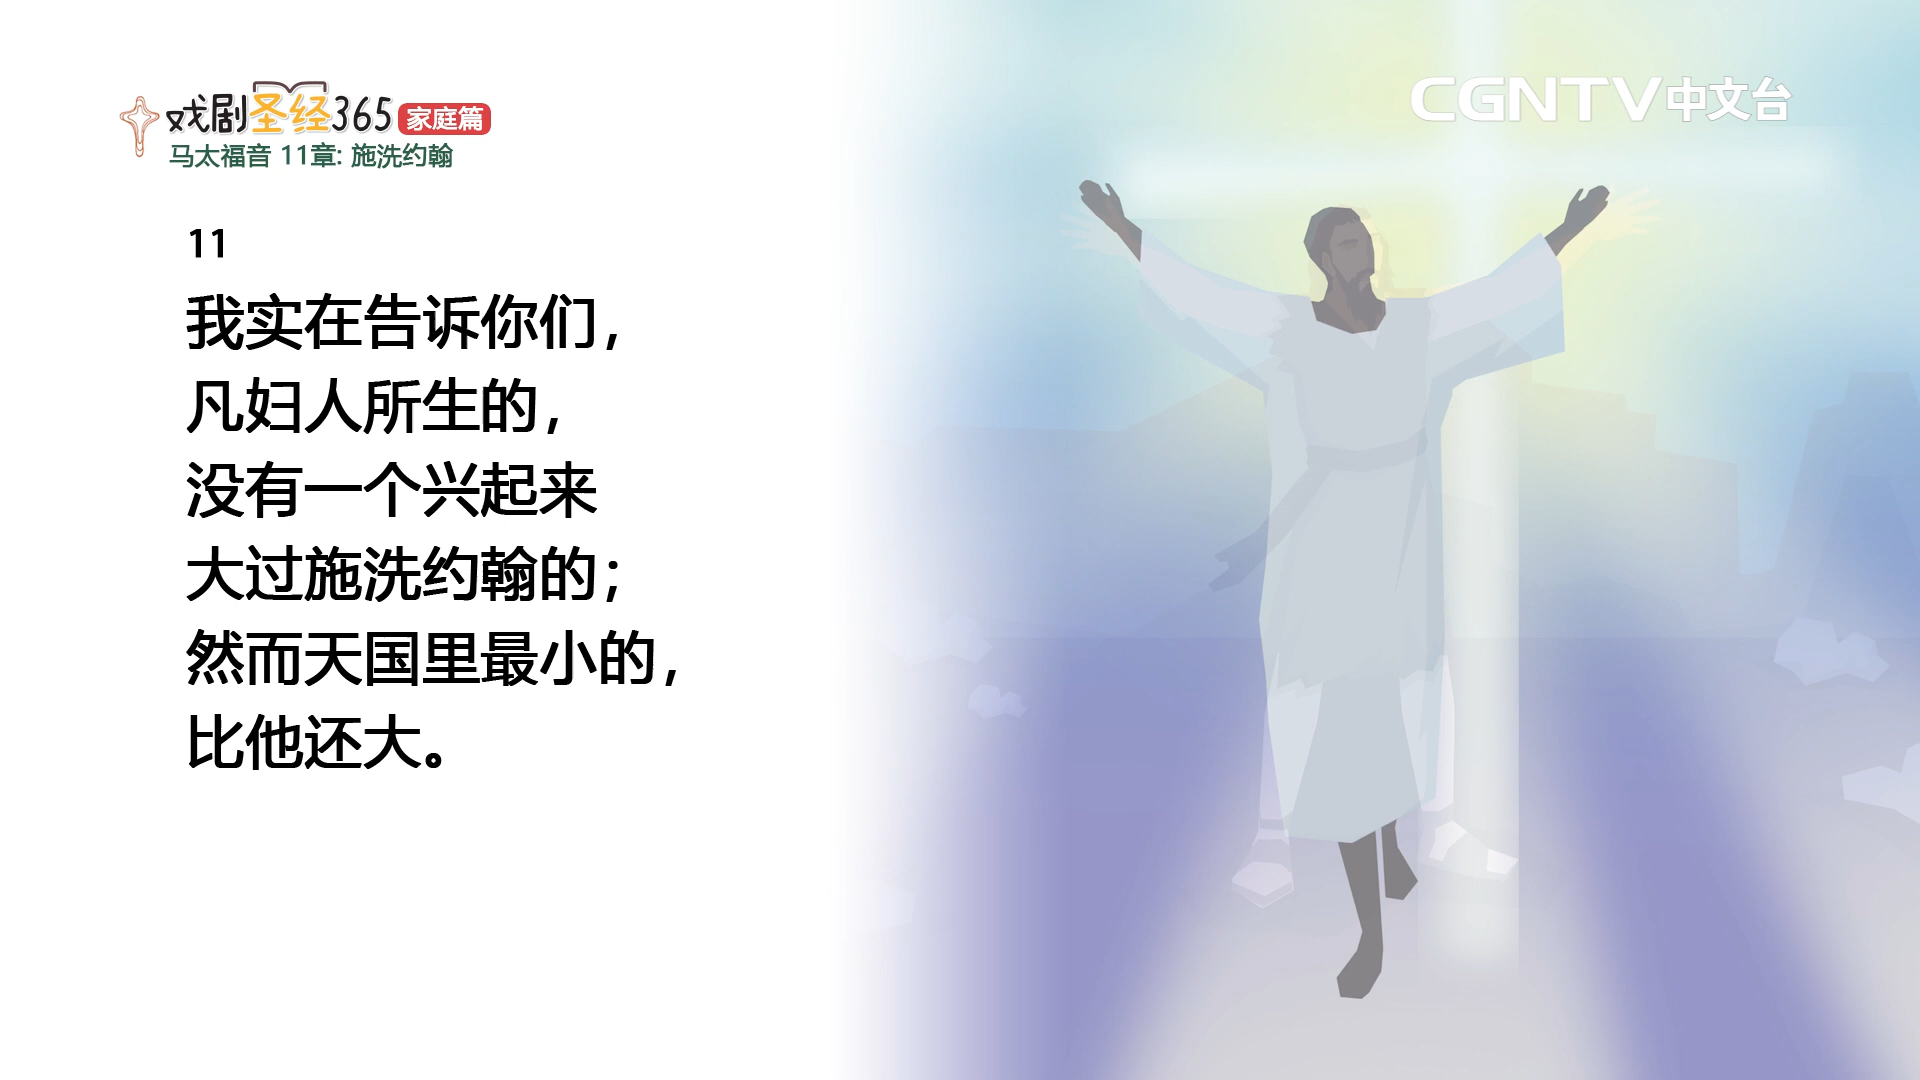 戏剧圣经365 家庭篇
CGNTV中文台
马太福音 11章: 施洗约翰
11
我实在告诉你们，
凡妇人所生的，
没有一个兴起来
大过施洗约翰的；
然而天国里最小的，
比他还大。